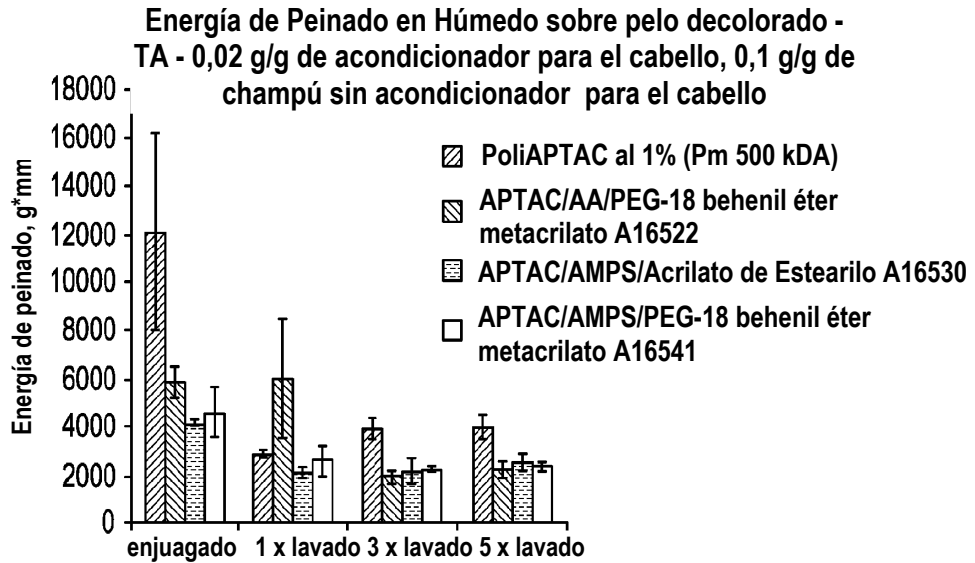 Energía de Peinado en Húmedo sobre pelo decolorado -
TA - 0,02 g/g de acondicionador para el cabello, 0,1 g/g de
champú sin acondicionador para el cabello
Energía de peinado, g*mm
18000
16000
14000
12000
10000
8000
6000
4000
2000
0
PoliAPTAC al 1% (Pm 500 kDA)
APTAC/AA/PEG-18 behenil éter
metacrilato A16522
APTAC/AMPS/Acrilato de Estearilo A16530
APTAC/AMPS/PEG-18 behenil éter
metacrilato A16541
enjuagado 1 x lavado 3 x lavado 5 x lavado